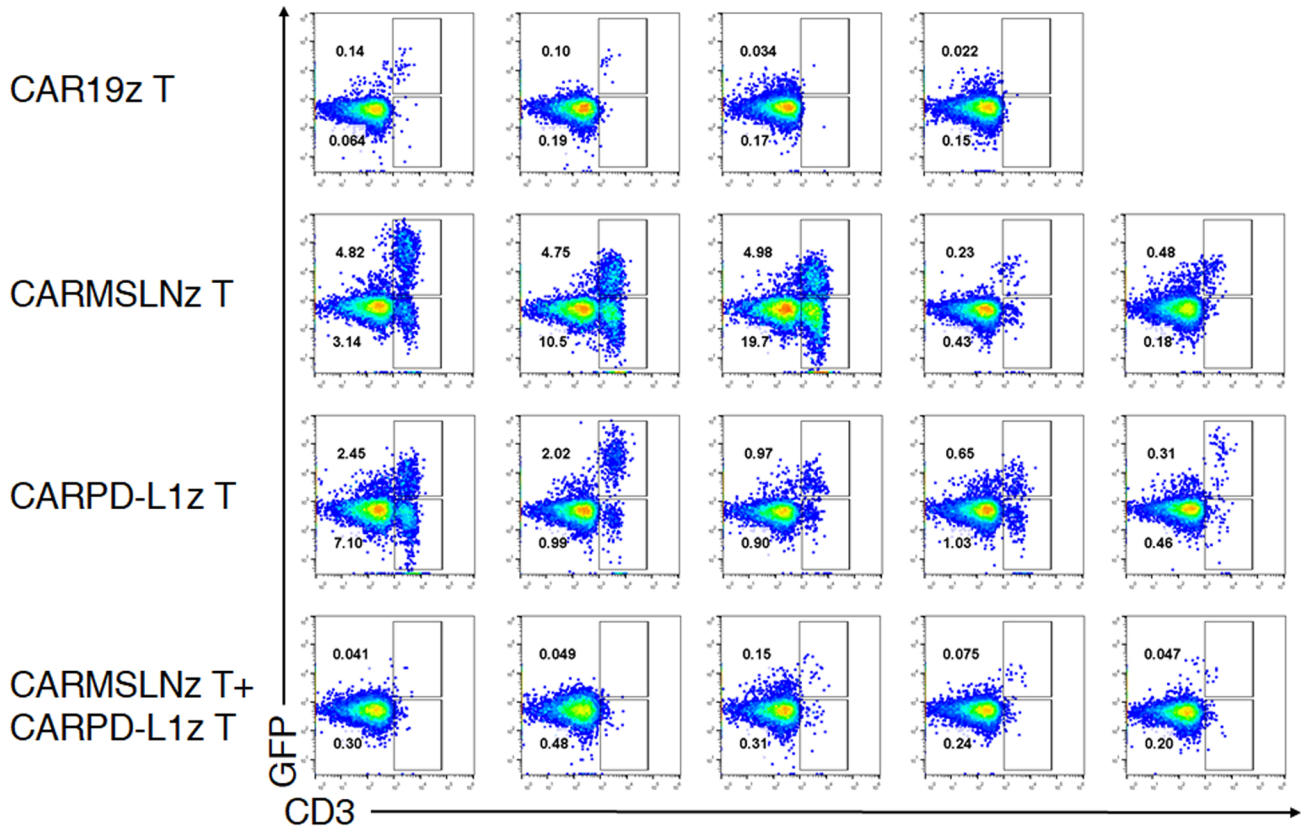 0.14 0.10 0.034 0.022
CAR19z T
0.064 0.19 0.17 0.15
4.82 4.75 4.98 0.23 0.48
CARMSLNz T
3.14 10.5 19.7 0.43 0.18
2.45 2.02 0.97 0.65 0.31
CARPD-L1z T
7.10 0.99 0.90 1.03 0.46
0.041 0.049 0.15 0.075 0.047
CARMSLNz T+
CARPD-L1z T
0.30 0.48 0.31 0.24 0.20
GFP
CD3